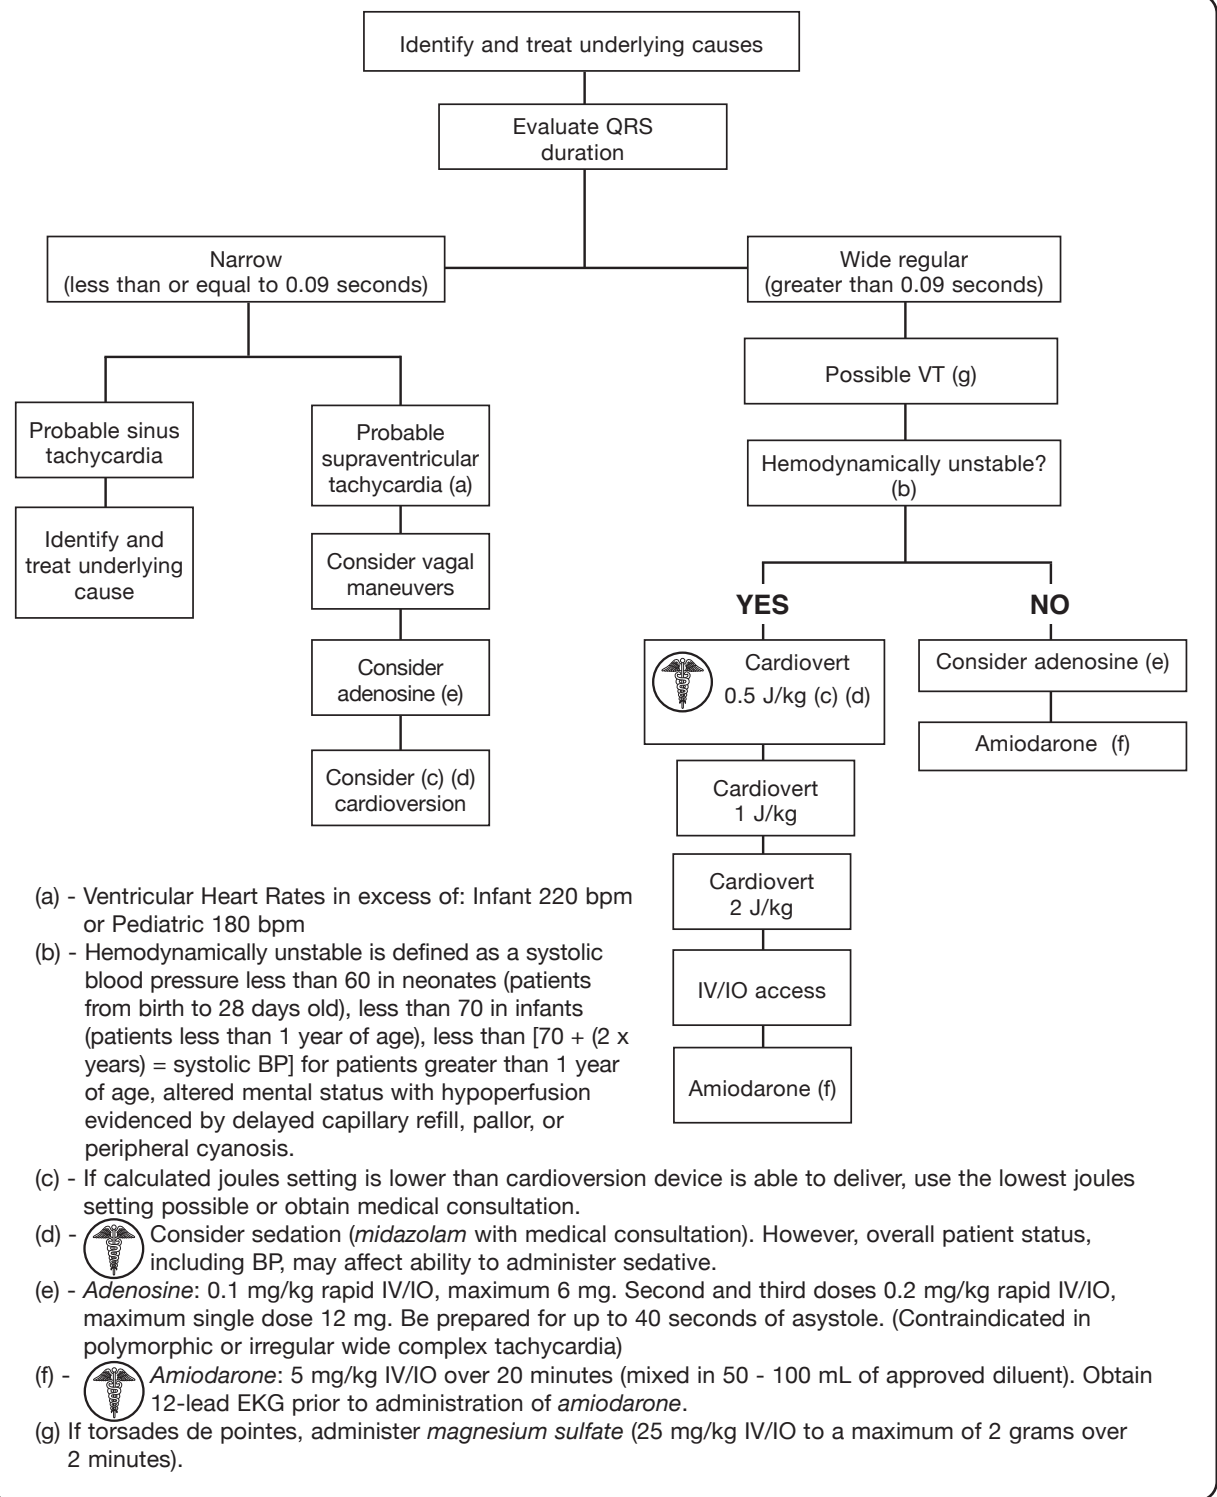 Identify and treat underlying causes
Evaluate QRS
duration
Narrow
(less than or equal to 0.09 seconds)
Wide regular
(greater than 0.09 seconds)
Probable sinus
tachycardia
Identify and
treat underlying
cause
Probable
supraventricular
tachycardia (a)
Consider vagal
maneuvers
Consider
adenosine (e)
Consider (c) (d)
cardioversion
Possible VT (g)
Hemodynamically unstable?
(b)
YES
Cardiovert
0.5 J/kg (c) (d)
Cardiovert
1 J/kg
Cardiovert
2 J/kg
IV/IO access
Amiodarone (f)
NO
Consider adenosine (e)
Amiodarone (f)
(a) - Ventricular Heart Rates in excess of: Infant 220 bpm
or Pediatric 180 bpm
(b) - Hemodynamically unstable is defined as a systolic
blood pressure less than 60 in neonates (patients
from birth to 28 days old), less than 70 in infants
(patients less than 1 year of age), less than [70 + (2 x
years) = systolic BP] for patients greater than 1 year
of age, altered mental status with hypoperfusion
evidenced by delayed capillary refill, pallor, or
peripheral cyanosis.
(c) - If calculated joules setting is lower than cardioversion device is able to deliver, use the lowest joules
setting possible or obtain medical consultation.
(d) - Consider sedation (midazolam with medical consultation). However, overall patient status,
including BP, may affect ability to administer sedative.
(e) - Adenosine: 0.1 mg/kg rapid IV/IO, maximum 6 mg. Second and third doses 0.2 mg/kg rapid IV/IO,
maximum single dose 12 mg. Be prepared for up to 40 seconds of asystole. (Contraindicated in
polymorphic or irregular wide complex tachycardia)
(f) - Amiodarone: 5 mg/kg IV/IO over 20 minutes (mixed in 50 - 100 mL of approved diluent). Obtain
12-lead EKG prior to administration of amiodarone.
(g) If torsades de pointes, administer magnesium sulfate (25 mg/kg IV/IO to a maximum of 2 grams over
2 minutes).